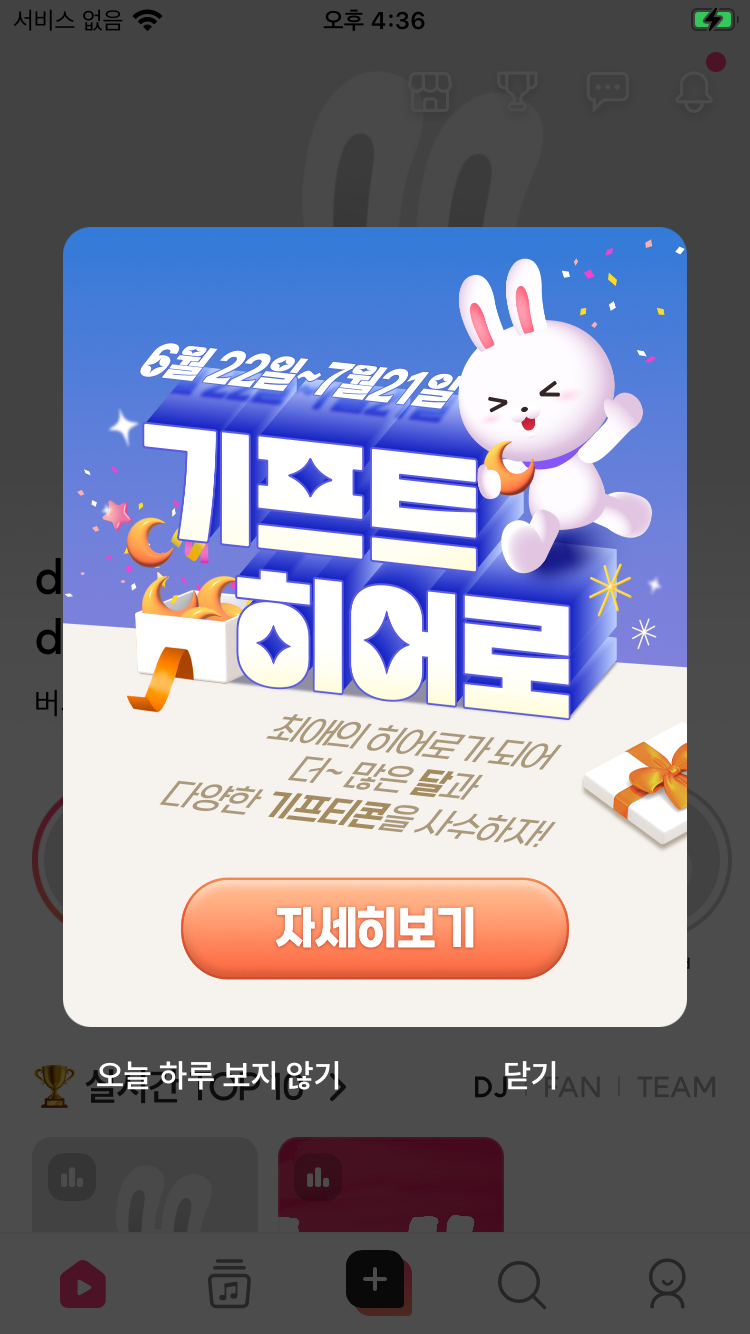 서비스 없음
오후 4:36
6월 22일~7월21일
기프트
히어로
d
d
버
최애의 히어로가 되어
더~ 많은 달과
다양한 기프티콘을 사수하자!
자세히보기
오늘 하루 보지 않기
닫기
실시간 TOP 10
DJ FAN TEAM